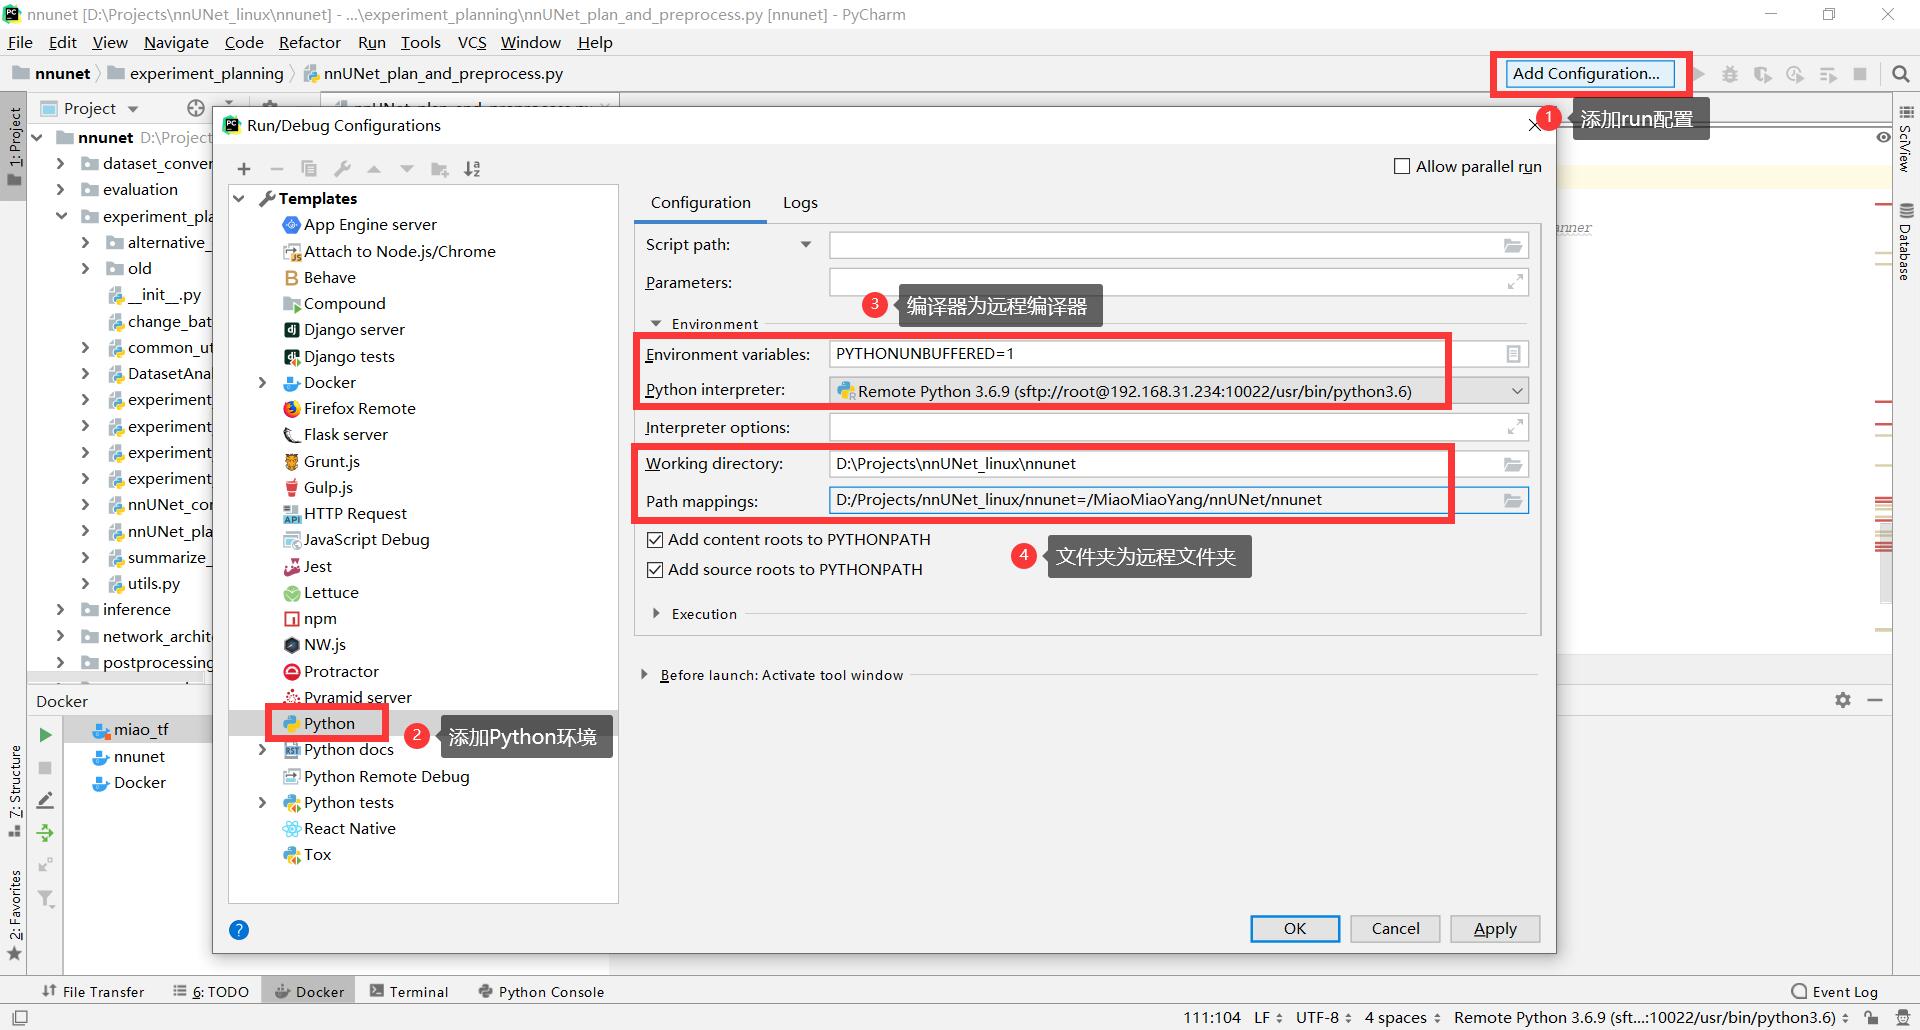 nnunet [D:\Projects\nnUNet_linux\nnunet] - ...\experiment_planning\nnUNet_plan_and_preprocess.py [nnunet] - PyCharm
File Edit View Navigate Code Refactor Run Tools VCS Window Help
nnunet experiment_planning nnUNet_plan_and_preprocess.py
Add Configuration...
1 添加run配置
Project
1: Project
nnunet D:\Project
dataset_conver
evaluation
experiment_pla
alternative_
old
__init__.py
change_bat
common_ut
DatasetAnal
experiment_
experiment_
experiment_
experiment_
nnUNet_cor
nnUNet_pla
summarize_
utils.py
inference
network_archit
postprocessing
Run/Debug Configurations
Allow parallel run
Templates
App Engine server
Attach to Node.js/Chrome
Behave
Compound
Django server
Django tests
Docker
Firefox Remote
Flask server
Grunt.js
Gulp.js
HTTP Request
JavaScript Debug
Jest
Lettuce
npm
NW.js
Protractor
Pyramid server
Python
2 添加Python环境
Python docs
Python Remote Debug
Python tests
React Native
Tox
Configuration Logs
Script path:
Parameters:
3 编译器为远程编译器
Environment
Environment variables: PYTHONUNBUFFERED=1
Python interpreter: Remote Python 3.6.9 (sftp://root@192.168.31.234:10022/usr/bin/python3.6)
Interpreter options:
Working directory: D:\Projects\nnUNet_linux\nnunet
Path mappings: D:/Projects/nnUNet_linux/nnunet=/MiaoMiaoYang/nnUNet/nnunet
Add content roots to PYTHONPATH
4 文件夹为远程文件夹
Add source roots to PYTHONPATH
Execution
Before launch: Activate tool window
OK Cancel Apply
SciView
Database
anner
Docker
miao_tf
nnunet
Docker
7: Structure
2: Favorites
File Transfer 6: TODO Docker Terminal Python Console Event Log
111:104 LF UTF-8 4 spaces Remote Python 3.6.9 (sft...:10022/usr/bin/python3.6)